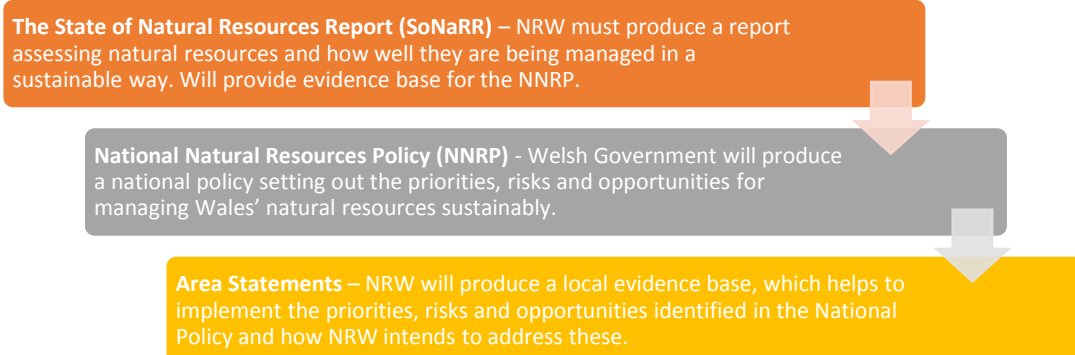 The State of Natural Resources Report (SoNaRR) – NRW must produce a report
assessing natural resources and how well they are being managed in a
sustainable way. Will provide evidence base for the NNRP.
National Natural Resources Policy (NNRP) - Welsh Government will produce
a national policy setting out the priorities, risks and opportunities for
managing Wales’ natural resources sustainably.
Area Statements – NRW will produce a local evidence base, which helps to
implement the priorities, risks and opportunities identified in the National
Policy and how NRW intends to address these.